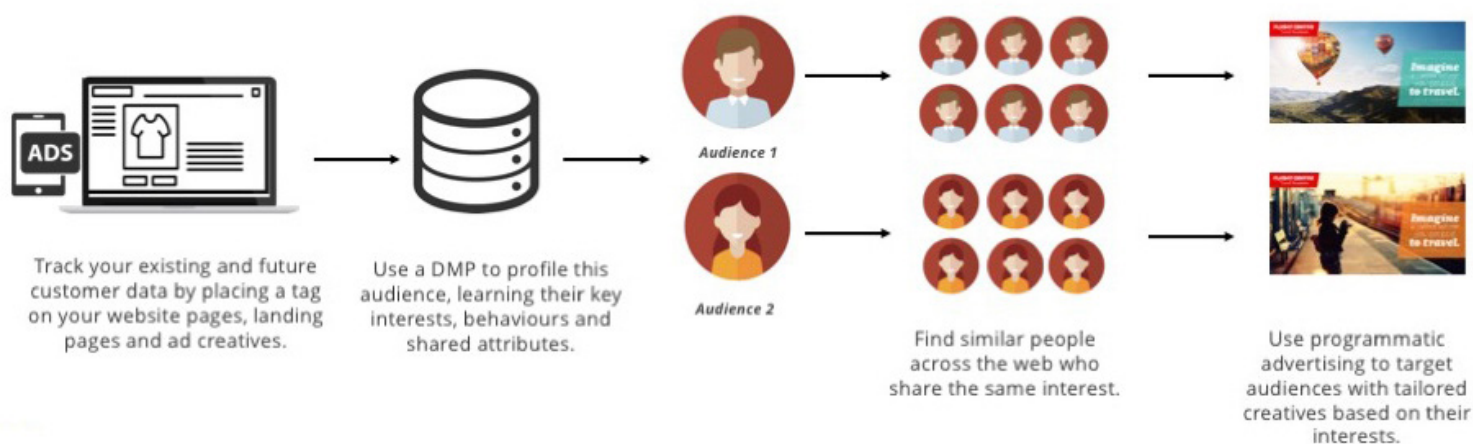 ADS
Track your existing and future
customer data by placing a tag
on your website pages, landing
pages and ad creatives.
Use a DMP to profile this
audience, learning their key
interests, behaviours and
shared attributes.
Audience 1
Audience 2
Find similar people
across the web who
share the same interest.
Imagine
to travel.
Imagine
to travel.
Use programmatic
advertising to target
audiences with tailored
creatives based on their
interests.